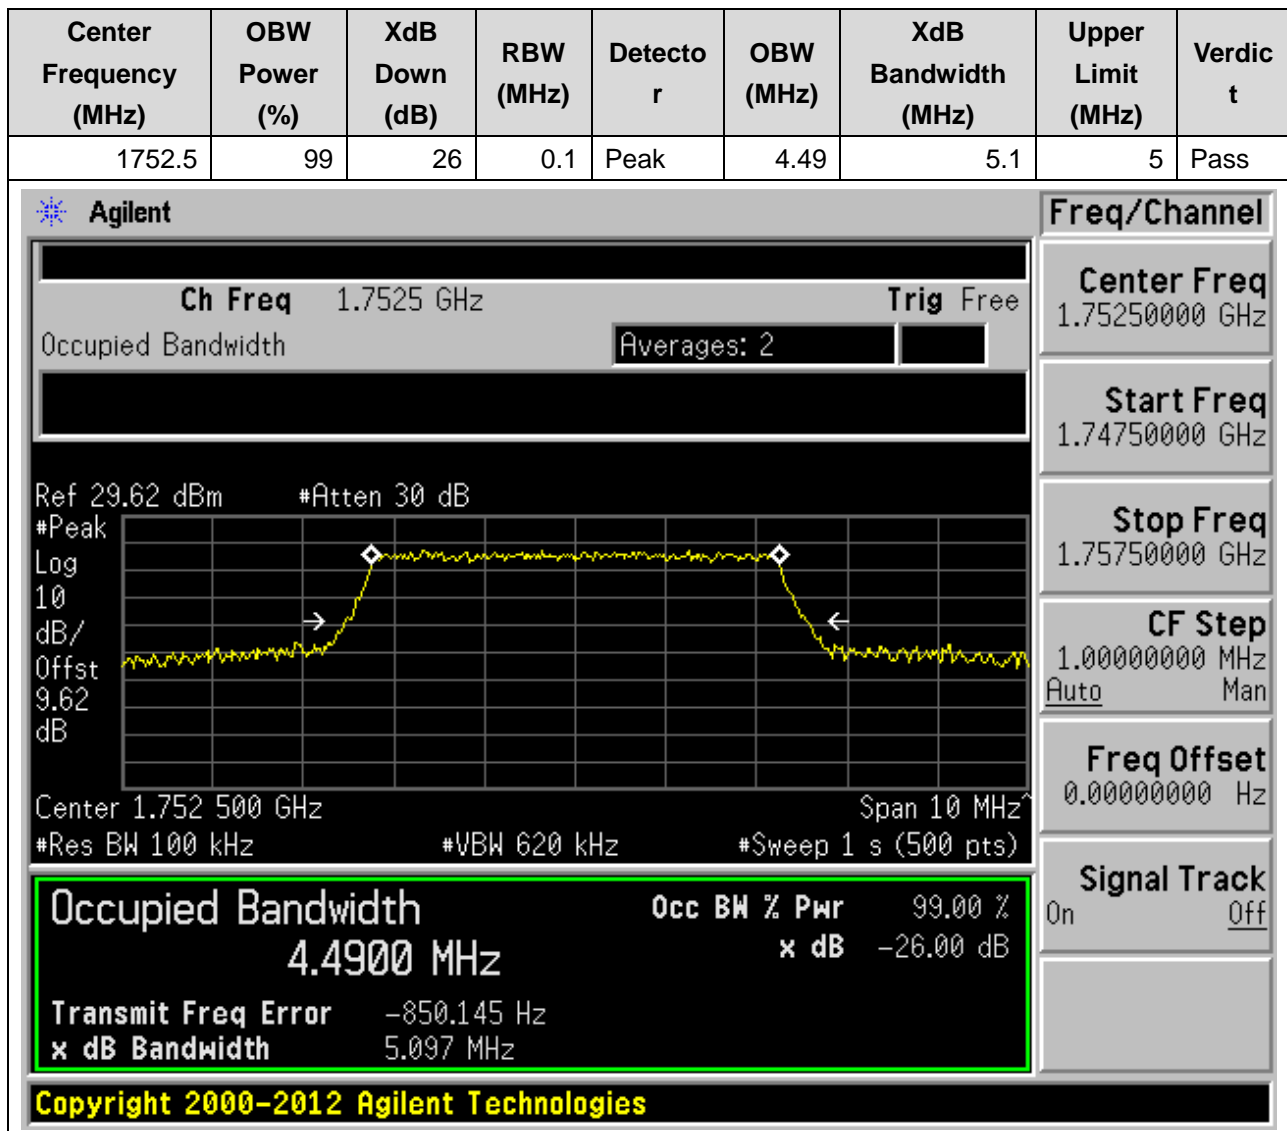 Center Frequency (MHz) OBW Power (%) XdB Down (dB) RBW (MHz) Detecto r OBW (MHz) XdB Bandwidth (MHz) Upper Limit (MHz) Verdic t
1752.5 99 26 0.1 Peak 4.49 5.1 5 Pass
Agilent
Freq/Channel
Ch Freq 1.7525 GHz Trig Free
Occupied Bandwidth Averages: 2
Center Freq
1.75250000 GHz
Start Freq
1.74750000 GHz
Stop Freq
1.75750000 GHz
CF Step
1.00000000 MHz
Auto Man
Freq Offset
0.00000000 Hz
Signal Track
On Off
Ref 29.62 dBm #Atten 30 dB
#Peak
Log
10
dB/
Offst
9.62
dB
Center 1.752 500 GHz Span 10 MHz^
#Res BW 100 kHz #VBW 620 kHz #Sweep 1 s (500 pts)
Occupied Bandwidth Occ BW % Pwr 99.00 %
4.4900 MHz x dB -26.00 dB
Transmit Freq Error -850.145 Hz
x dB Bandwidth 5.097 MHz
Copyright 2000-2012 Agilent Technologies